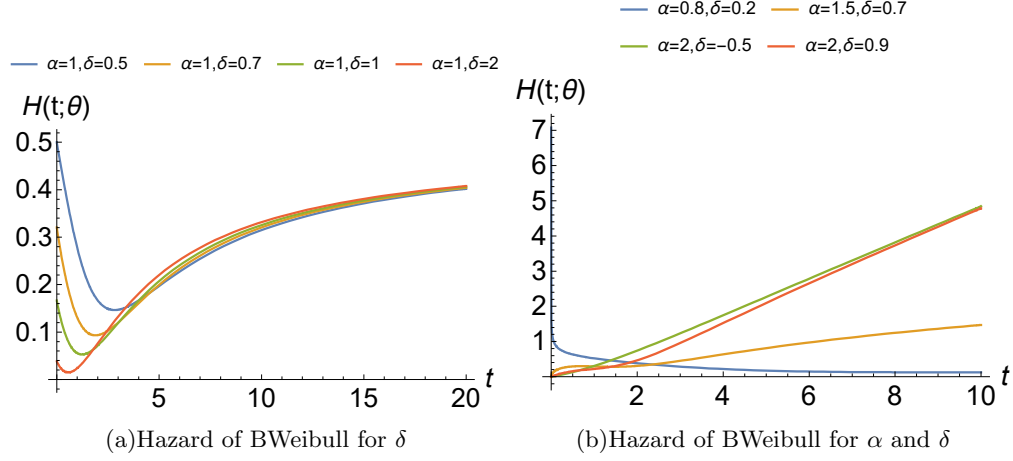 α=1,δ=0.5 α=1,δ=0.7 α=1,δ=1 α=1,δ=2
H(t;θ)
0.5
0.4
0.3
0.2
0.1
5 10 15 20 t
(a)Hazard of BWeibull for δ
α=0.8,δ=0.2 α=1.5,δ=0.7
α=2,δ=-0.5 α=2,δ=0.9
H(t;θ)
7
6
5
4
3
2
1
2 4 6 8 10 t
(b)Hazard of BWeibull for α and δ